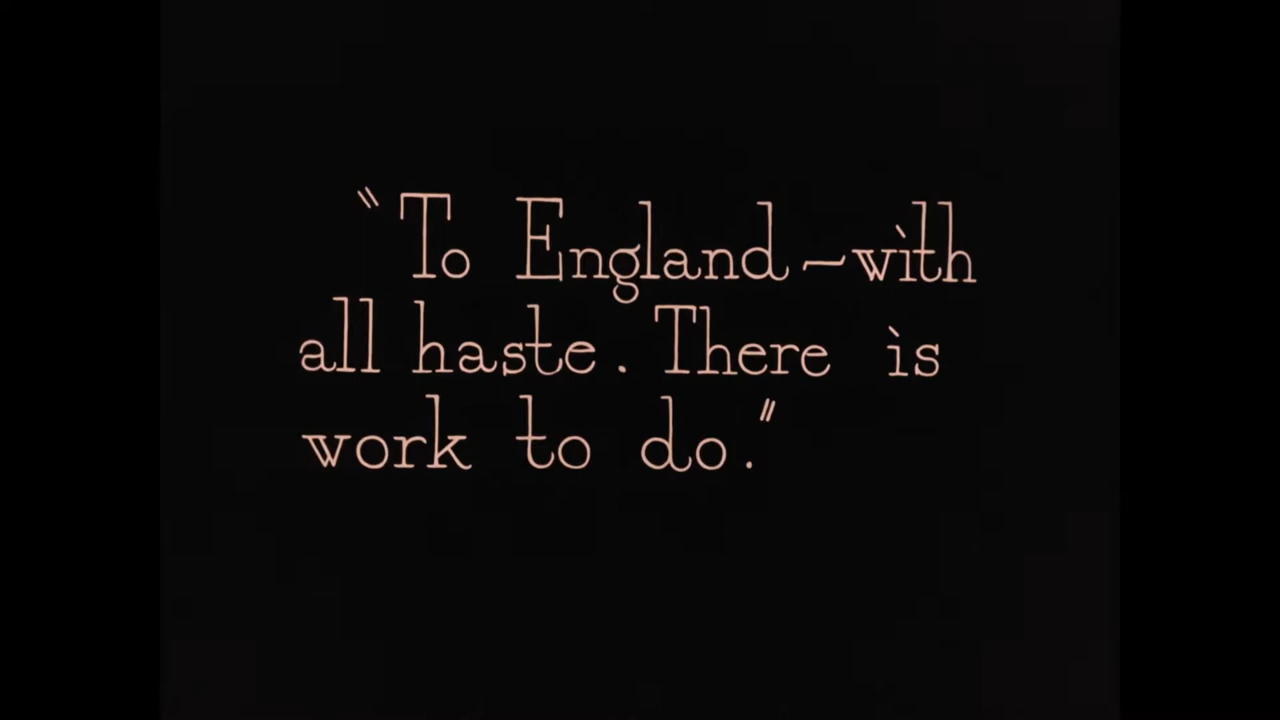 "To England—with
all haste. There is
work to do."